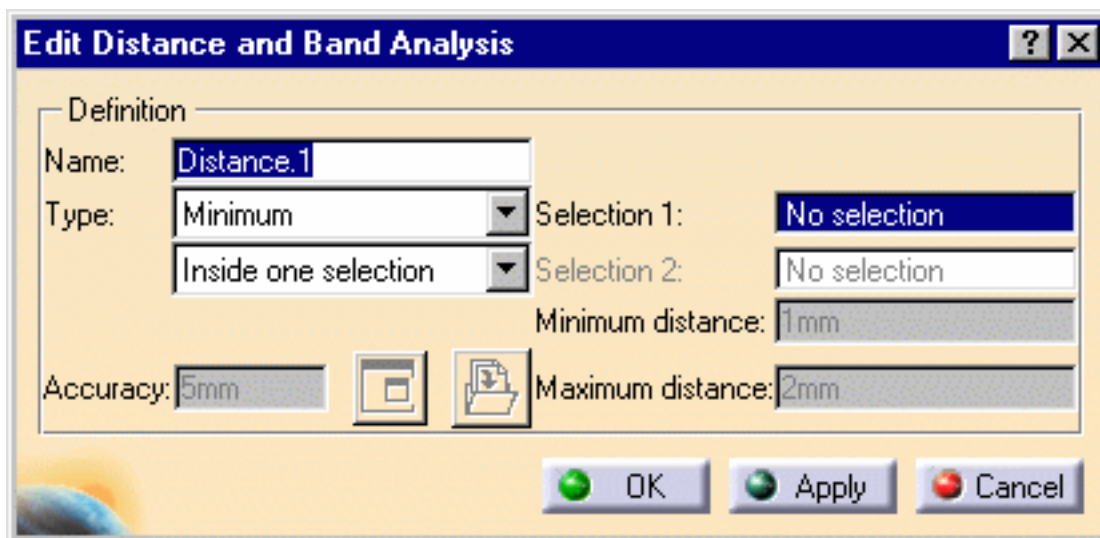 Edit Distance and Band Analysis ? X
Definition
Name: Distance.1
Type: Minimum Selection 1: No selection
Inside one selection Selection 2: No selection
Minimum distance: 1mm
Accuracy: 5mm Maximum distance: 2mm
OK Apply Cancel